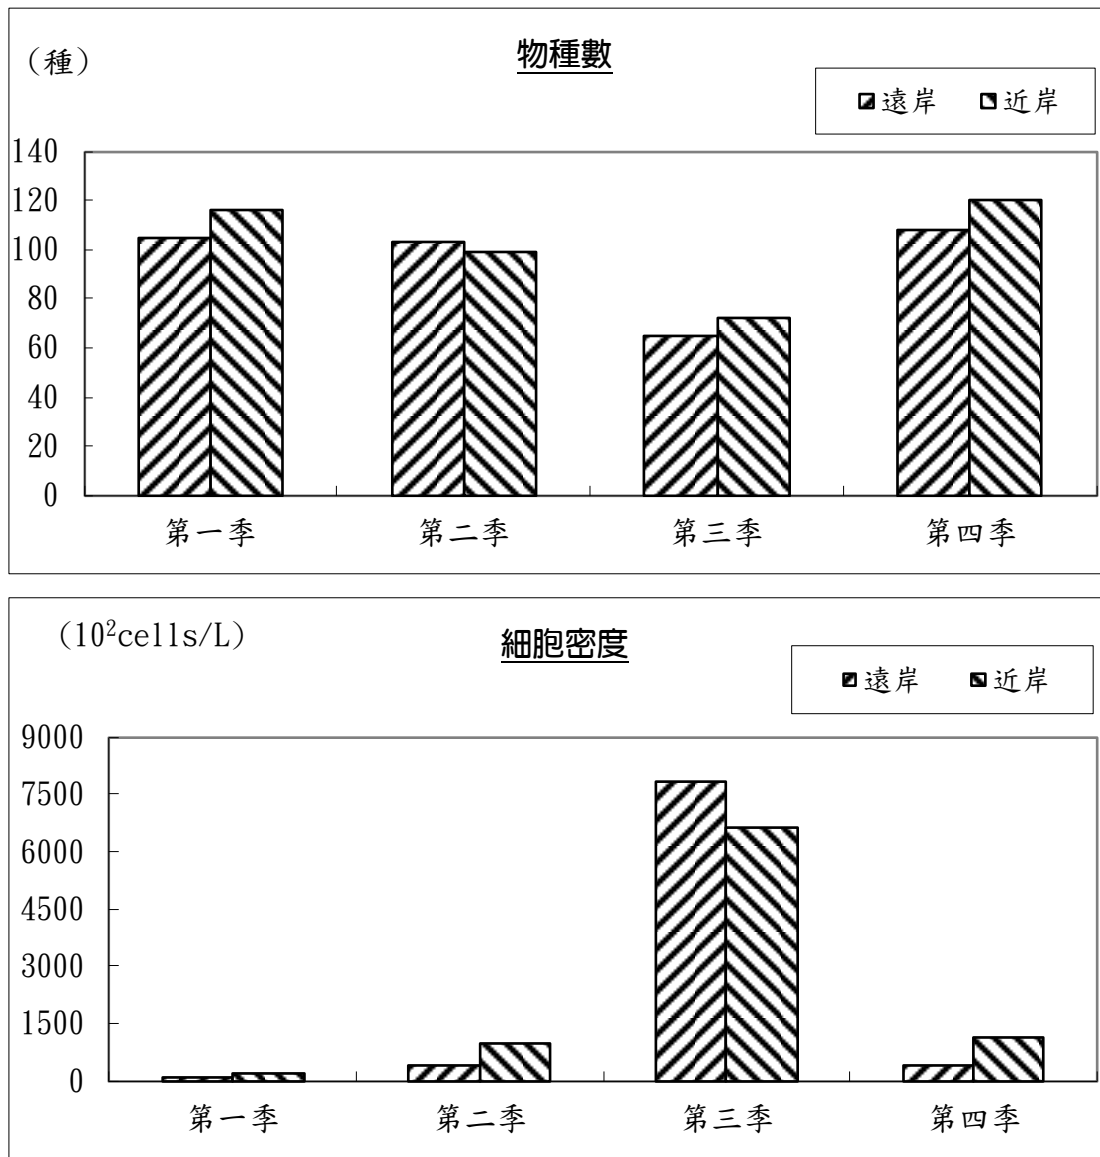 物種數
(種)
遠岸 近岸
140
120
100
80
60
40
20
0
第一季 第二季 第三季 第四季
(10²cells/L)
細胞密度
遠岸 近岸
9000
7500
6000
4500
3000
1500
0
第一季 第二季 第三季 第四季